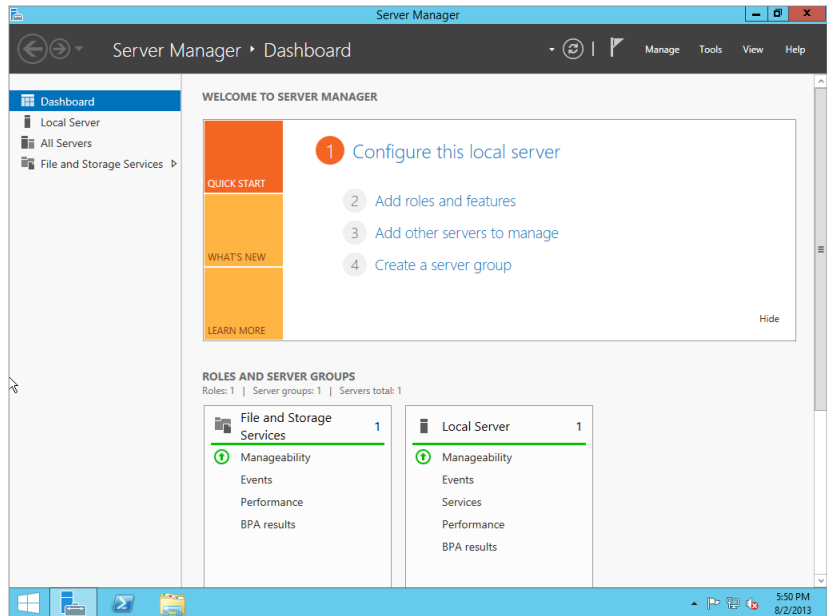 Server Manager
Server Manager • Dashboard
Manage Tools View Help
Dashboard
Local Server
All Servers
File and Storage Services
WELCOME TO SERVER MANAGER
QUICK START
WHAT'S NEW
LEARN MORE
1 Configure this local server
2 Add roles and features
3 Add other servers to manage
4 Create a server group
Hide
ROLES AND SERVER GROUPS
Roles: 1 | Server groups: 1 | Servers total: 1
File and Storage
Services 1
Manageability
Events
Performance
BPA results
Local Server 1
Manageability
Events
Services
Performance
BPA results
5:50 PM
8/2/2013